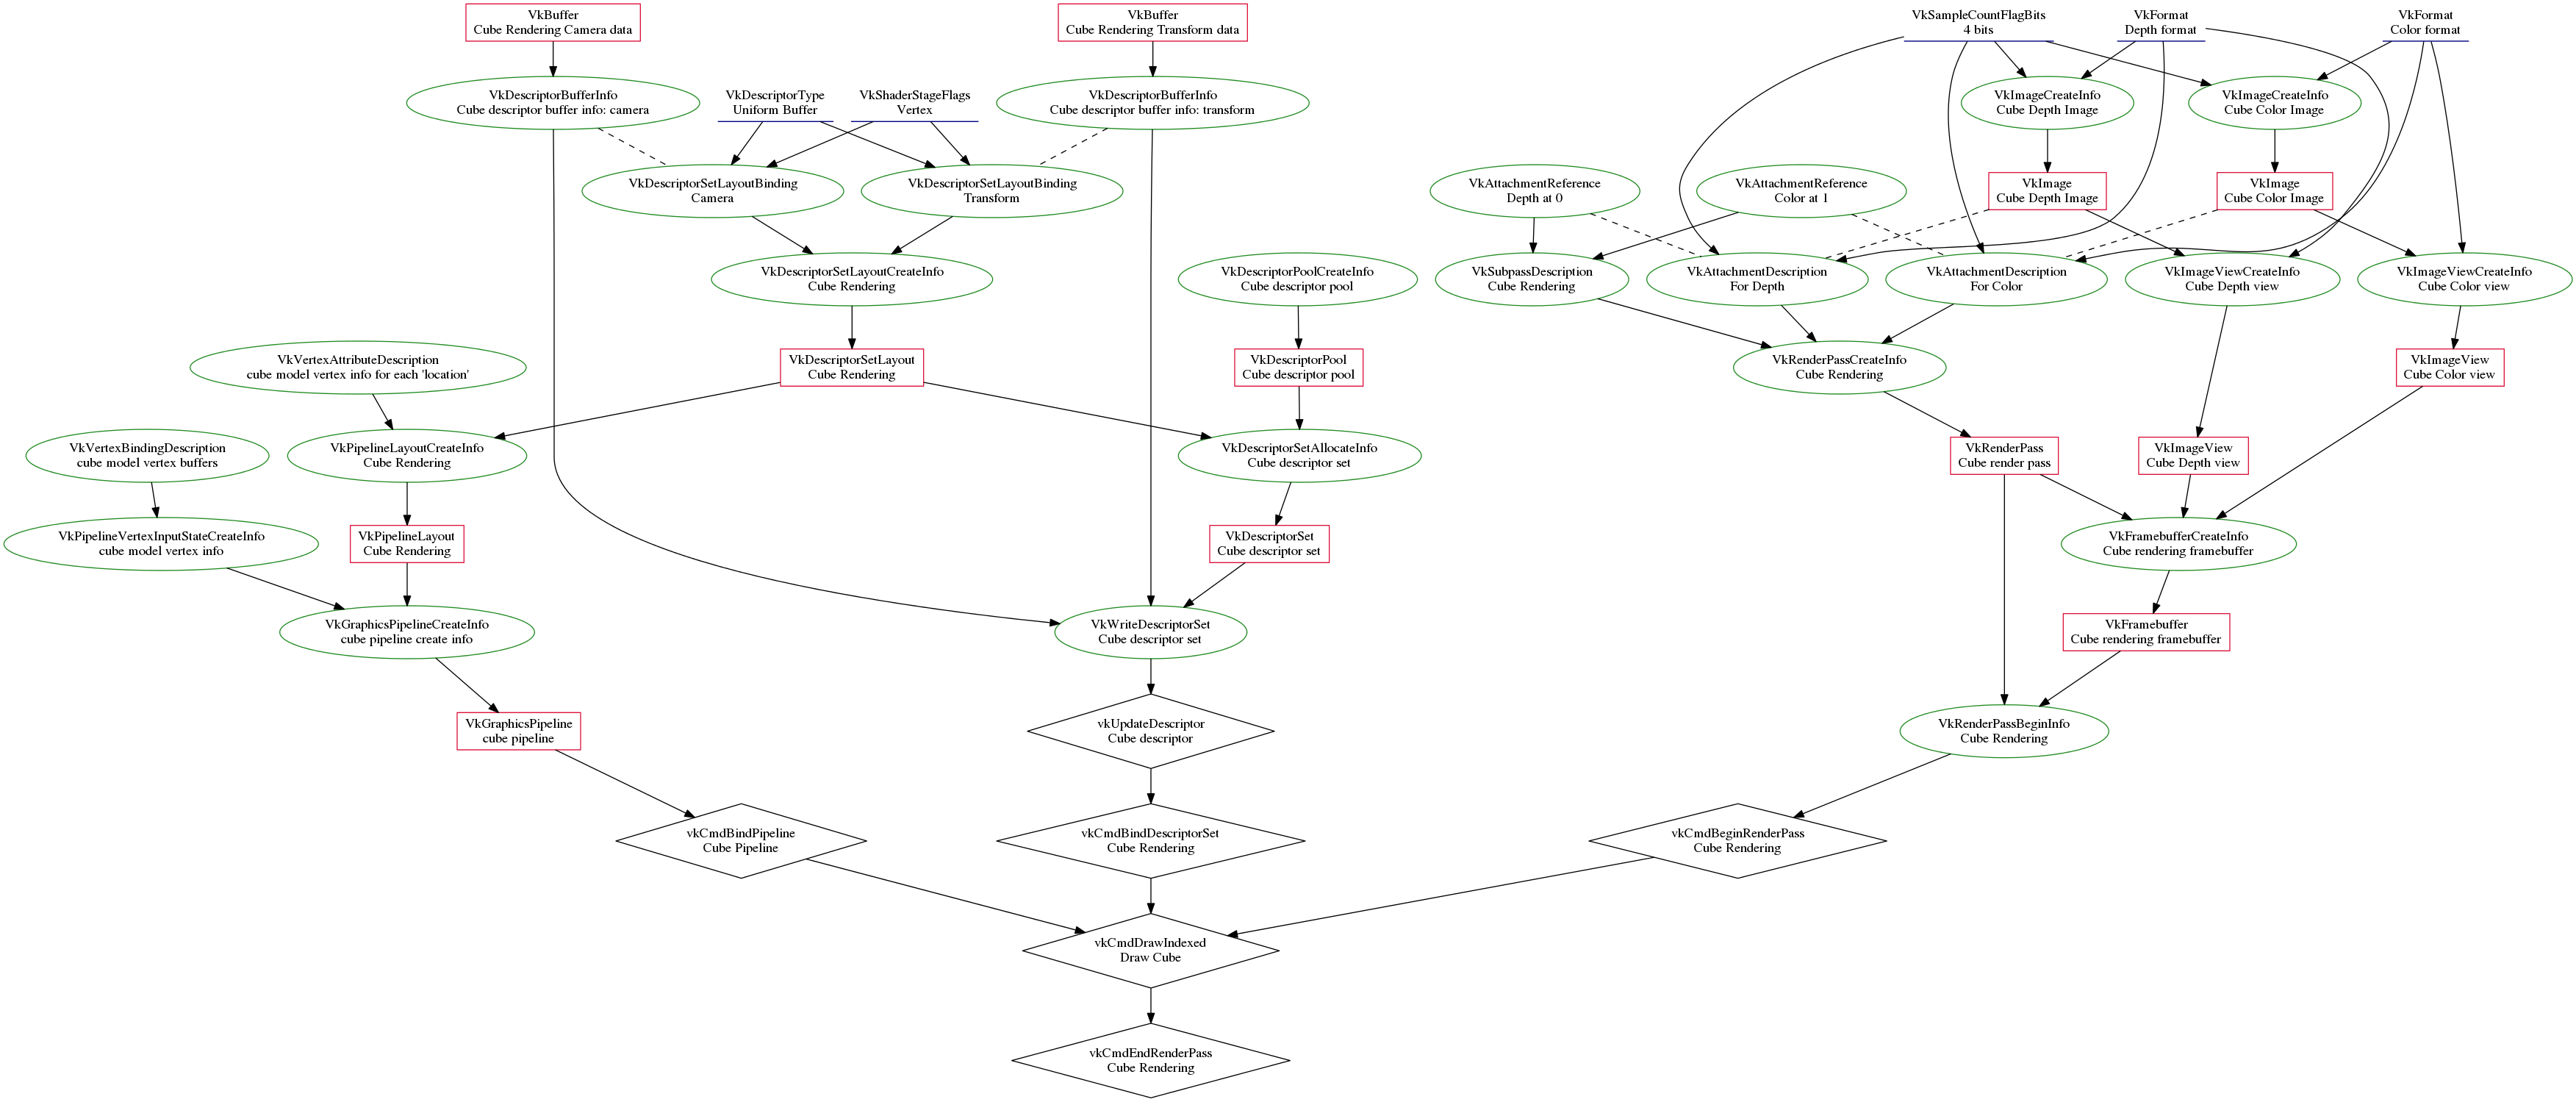 VkBuffer
Cube Rendering Camera data
VkBuffer
Cube Rendering Transform data
VkSampleCountFlagBits
4 bits
VkFormat
Depth format
VkFormat
Color format
VkDescriptorBufferInfo
Cube descriptor buffer info: camera
VkDescriptorType
Uniform Buffer
VkShaderStageFlags
Vertex
VkDescriptorBufferInfo
Cube descriptor buffer info: transform
VkImageCreateInfo
Cube Depth Image
VkImageCreateInfo
Cube Color Image
VkDescriptorSetLayoutBinding
Camera
VkDescriptorSetLayoutBinding
Transform
VkAttachmentReference
Depth at 0
VkAttachmentReference
Color at 1
VkImage
Cube Depth Image
VkImage
Cube Color Image
VkDescriptorSetLayoutCreateInfo
Cube Rendering
VkDescriptorPoolCreateInfo
Cube descriptor pool
VkSubpassDescription
Cube Rendering
VkAttachmentDescription
For Depth
VkAttachmentDescription
For Color
VkImageViewCreateInfo
Cube Depth view
VkImageViewCreateInfo
Cube Color view
VkVertexAttributeDescription
cube model vertex info for each 'location'
VkDescriptorSetLayout
Cube Rendering
VkDescriptorPool
Cube descriptor pool
VkRenderPassCreateInfo
Cube Rendering
VkImageView
Cube Color view
VkVertexBindingDescription
cube model vertex buffers
VkPipelineLayoutCreateInfo
Cube Rendering
VkDescriptorSetAllocateInfo
Cube descriptor set
VkRenderPass
Cube render pass
VkImageView
Cube Depth view
VkPipelineVertexInputStateCreateInfo
cube model vertex info
VkPipelineLayout
Cube Rendering
VkDescriptorSet
Cube descriptor set
VkFramebufferCreateInfo
Cube rendering framebuffer
VkGraphicsPipelineCreateInfo
cube pipeline create info
VkWriteDescriptorSet
Cube descriptor set
VkFramebuffer
Cube rendering framebuffer
VkGraphicsPipeline
cube pipeline
vkUpdateDescriptor
Cube descriptor
VkRenderPassBeginInfo
Cube Rendering
vkCmdBindPipeline
Cube Pipeline
vkCmdBindDescriptorSet
Cube Rendering
vkCmdBeginRenderPass
Cube Rendering
vkCmdDrawIndexed
Draw Cube
vkCmdEndRenderPass
Cube Rendering